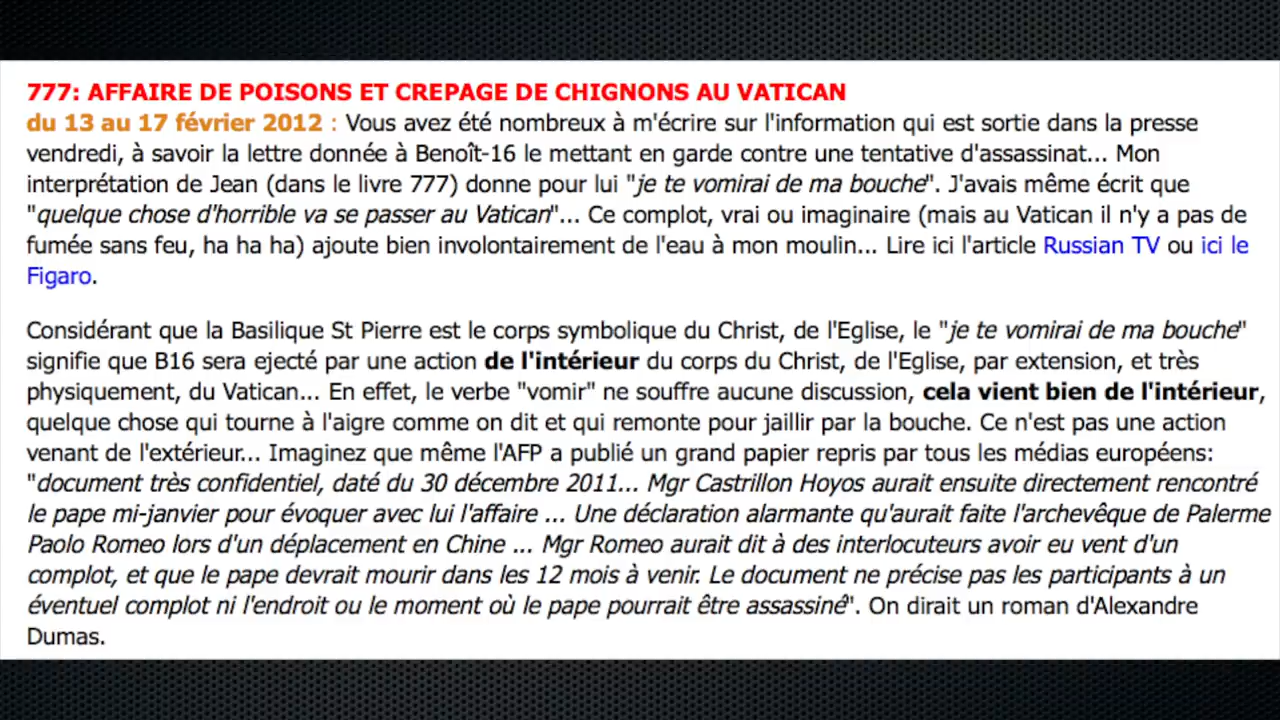 777: AFFAIRE DE POISONS ET CREPAGE DE CHIGNONS AU VATICAN
du 13 au 17 février 2012 : Vous avez été nombreux à m'écrire sur l'information qui est sortie dans la presse
vendredi, à savoir la lettre donnée à Benoît-16 le mettant en garde contre une tentative d'assassinat... Mon
interprétation de Jean (dans le livre 777) donne pour lui "je te vomirai de ma bouche". J'avais même écrit que
"quelque chose d'horrible va se passer au Vatican"... Ce complot, vrai ou imaginaire (mais au Vatican il n'y a pas de
fumée sans feu, ha ha ha) ajoute bien involontairement de l'eau à mon moulin... Lire ici l'article Russian TV ou ici le
Figaro.
Considérant que la Basilique St Pierre est le corps symbolique du Christ, de l'Eglise, le "je te vomirai de ma bouche"
signifie que B16 sera ejecté par une action de l'intérieur du corps du Christ, de l'Eglise, par extension, et très
physiquement, du Vatican... En effet, le verbe "vomir" ne souffre aucune discussion, cela vient bien de l'intérieur,
quelque chose qui tourne à l'aigre comme on dit et qui remonte pour jaillir par la bouche. Ce n'est pas une action
venant de l'extérieur... Imaginez que même l'AFP a publié un grand papier repris par tous les médias européens:
"document très confidentiel, daté du 30 décembre 2011... Mgr Castrillon Hoyos aurait ensuite directement rencontré
le pape mi-janvier pour évoquer avec lui l'affaire ... Une déclaration alarmante qu'aurait faite l'archevêque de Palerme
Paolo Romeo lors d'un déplacement en Chine ... Mgr Romeo aurait dit à des interlocuteurs avoir eu vent d'un
complot, et que le pape devrait mourir dans les 12 mois à venir. Le document ne précise pas les participants à un
éventuel complot ni l'endroit ou le moment où le pape pourrait être assassiné". On dirait un roman d'Alexandre
Dumas.